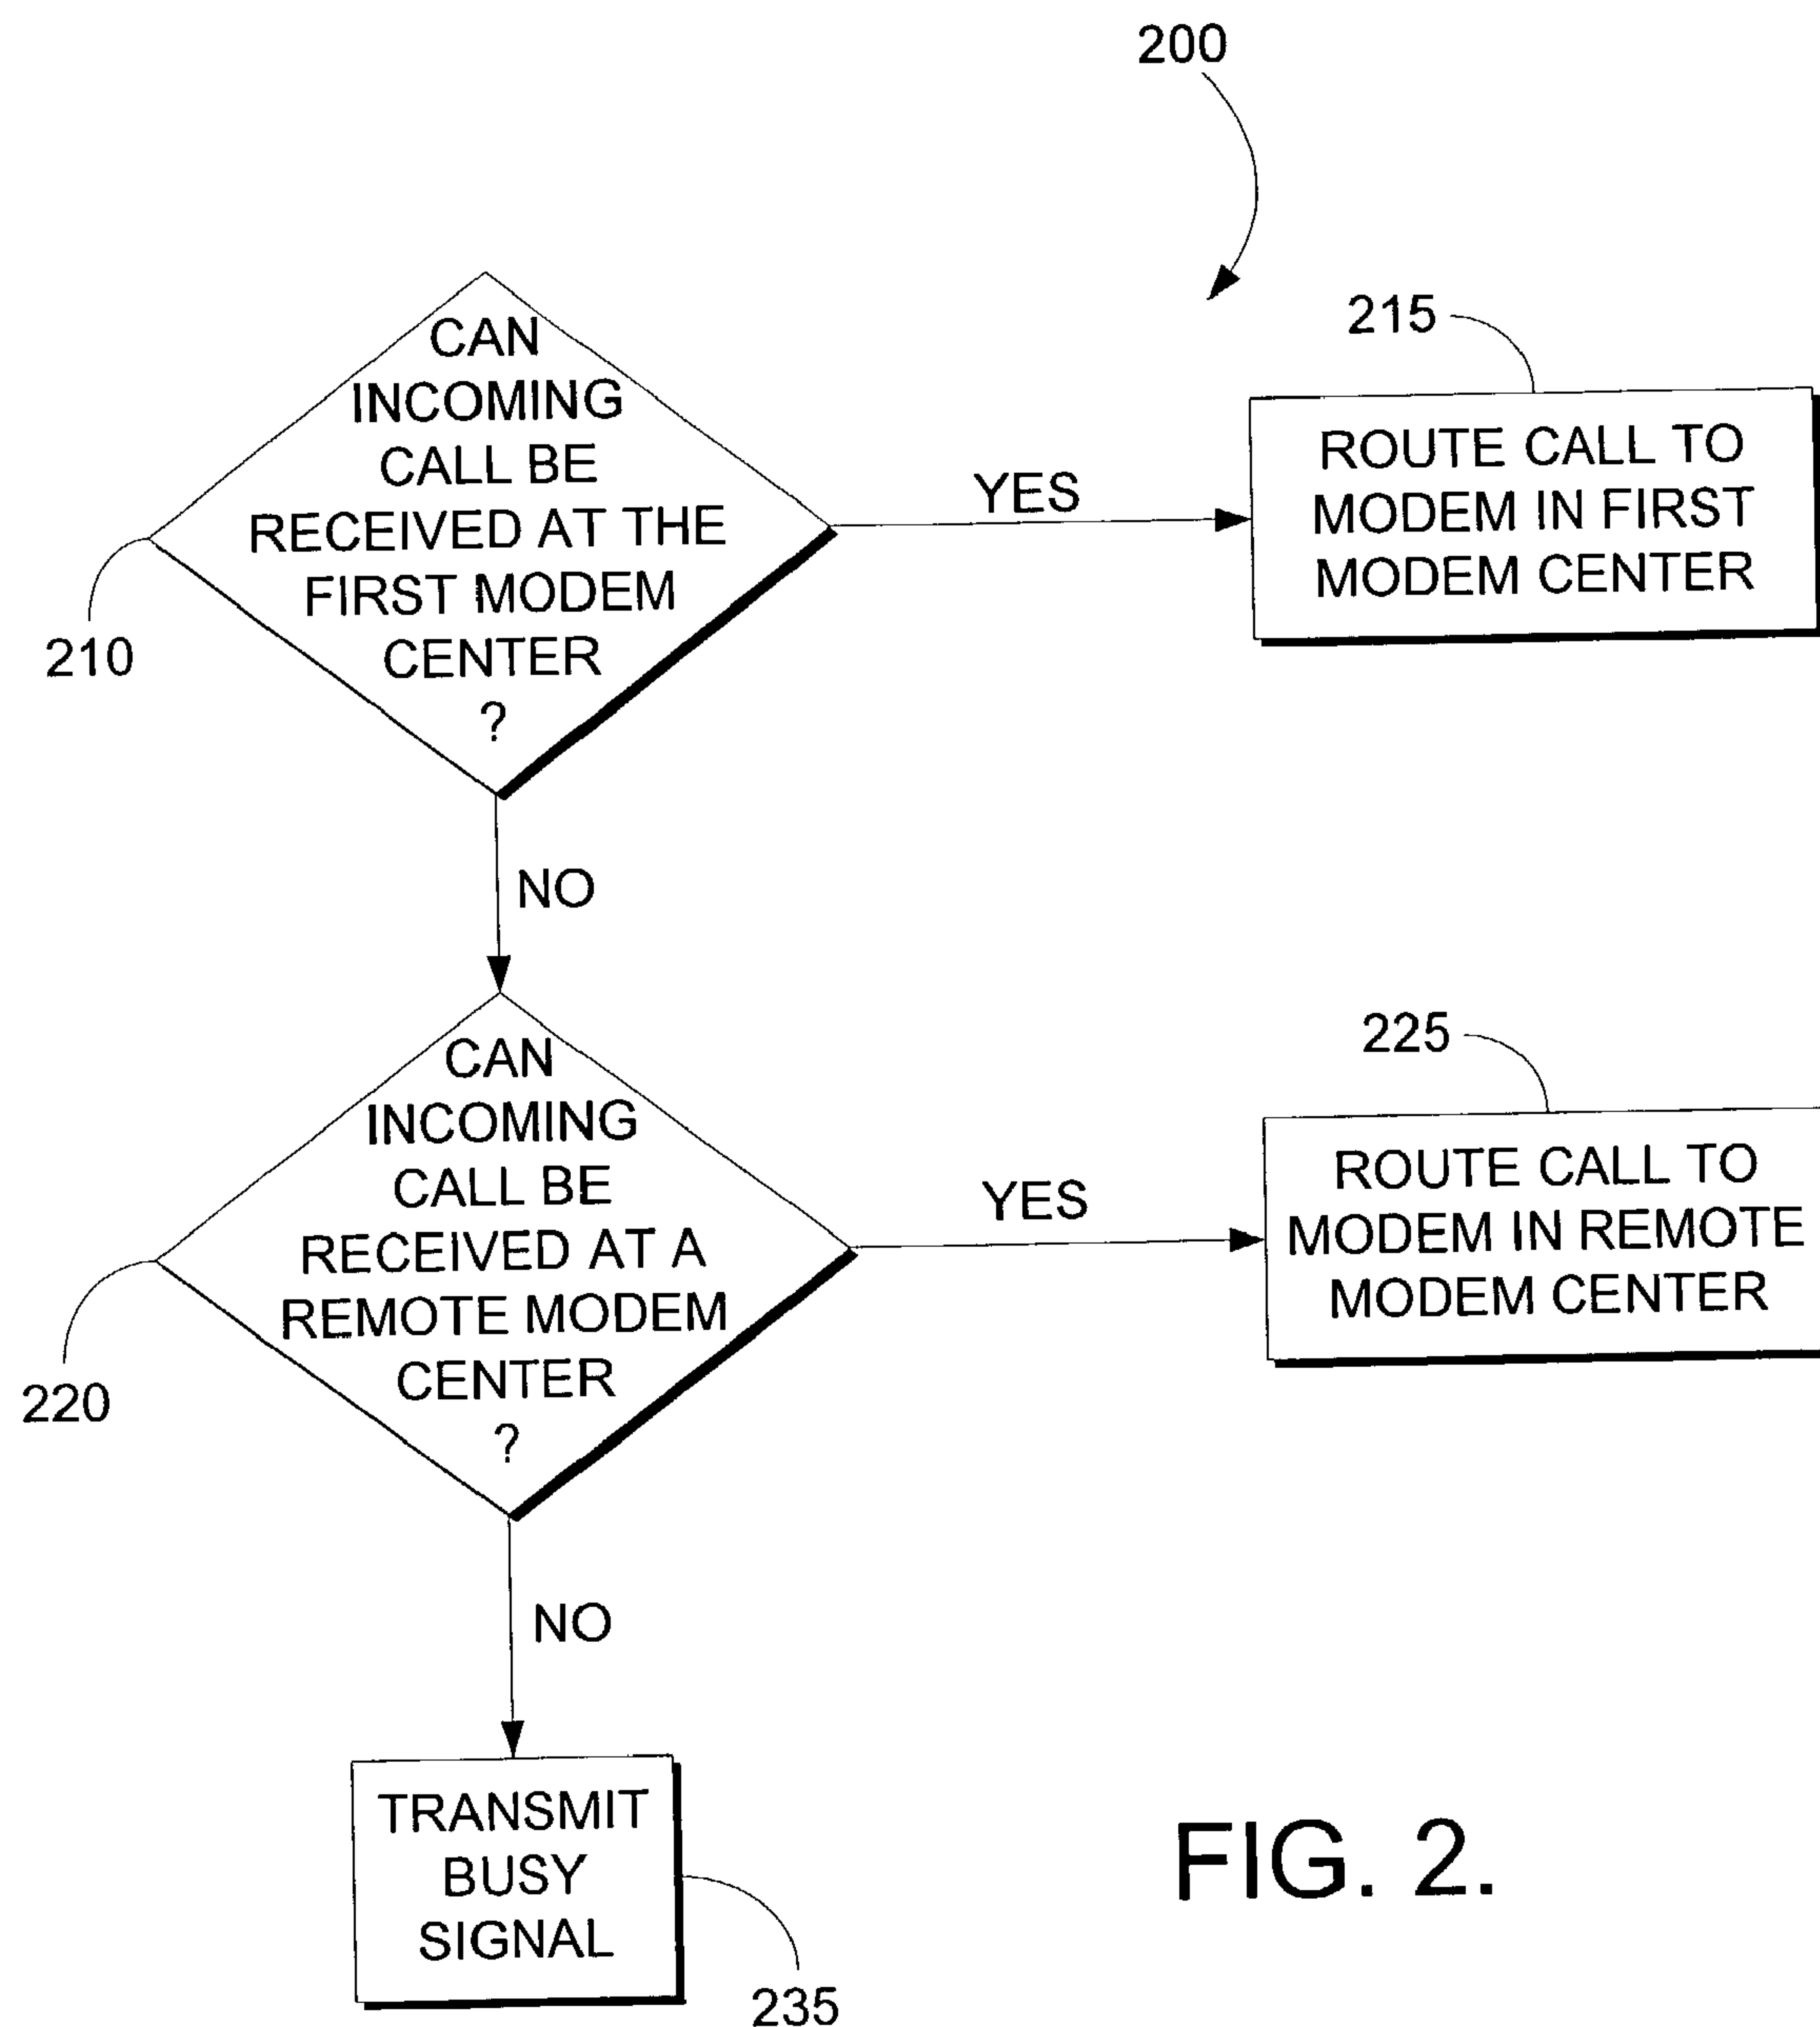 200
CAN
INCOMING
CALL BE
RECEIVED AT THE
FIRST MODEM
CENTER
?
210
YES
215
ROUTE CALL TO
MODEM IN FIRST
MODEM CENTER
NO
CAN
INCOMING
CALL BE
RECEIVED AT A
REMOTE MODEM
CENTER
?
220
YES
225
ROUTE CALL TO
MODEM IN REMOTE
MODEM CENTER
NO
TRANSMIT
BUSY
SIGNAL
235
FIG. 2.